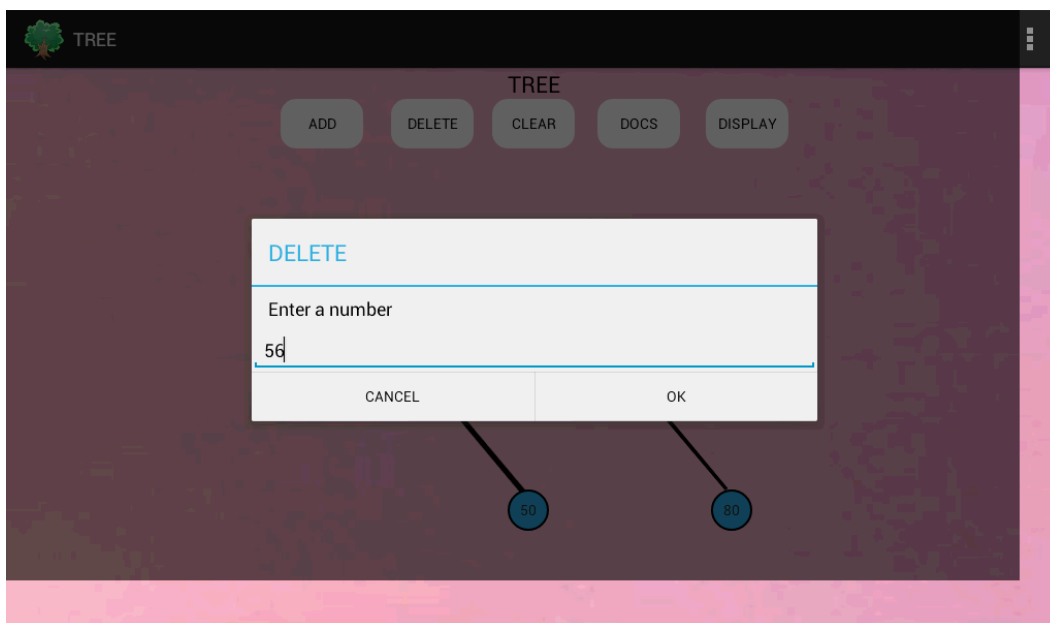 TREE
TREE
ADD DELETE CLEAR DOCS DISPLAY
DELETE
Enter a number
56
CANCEL OK
50 80